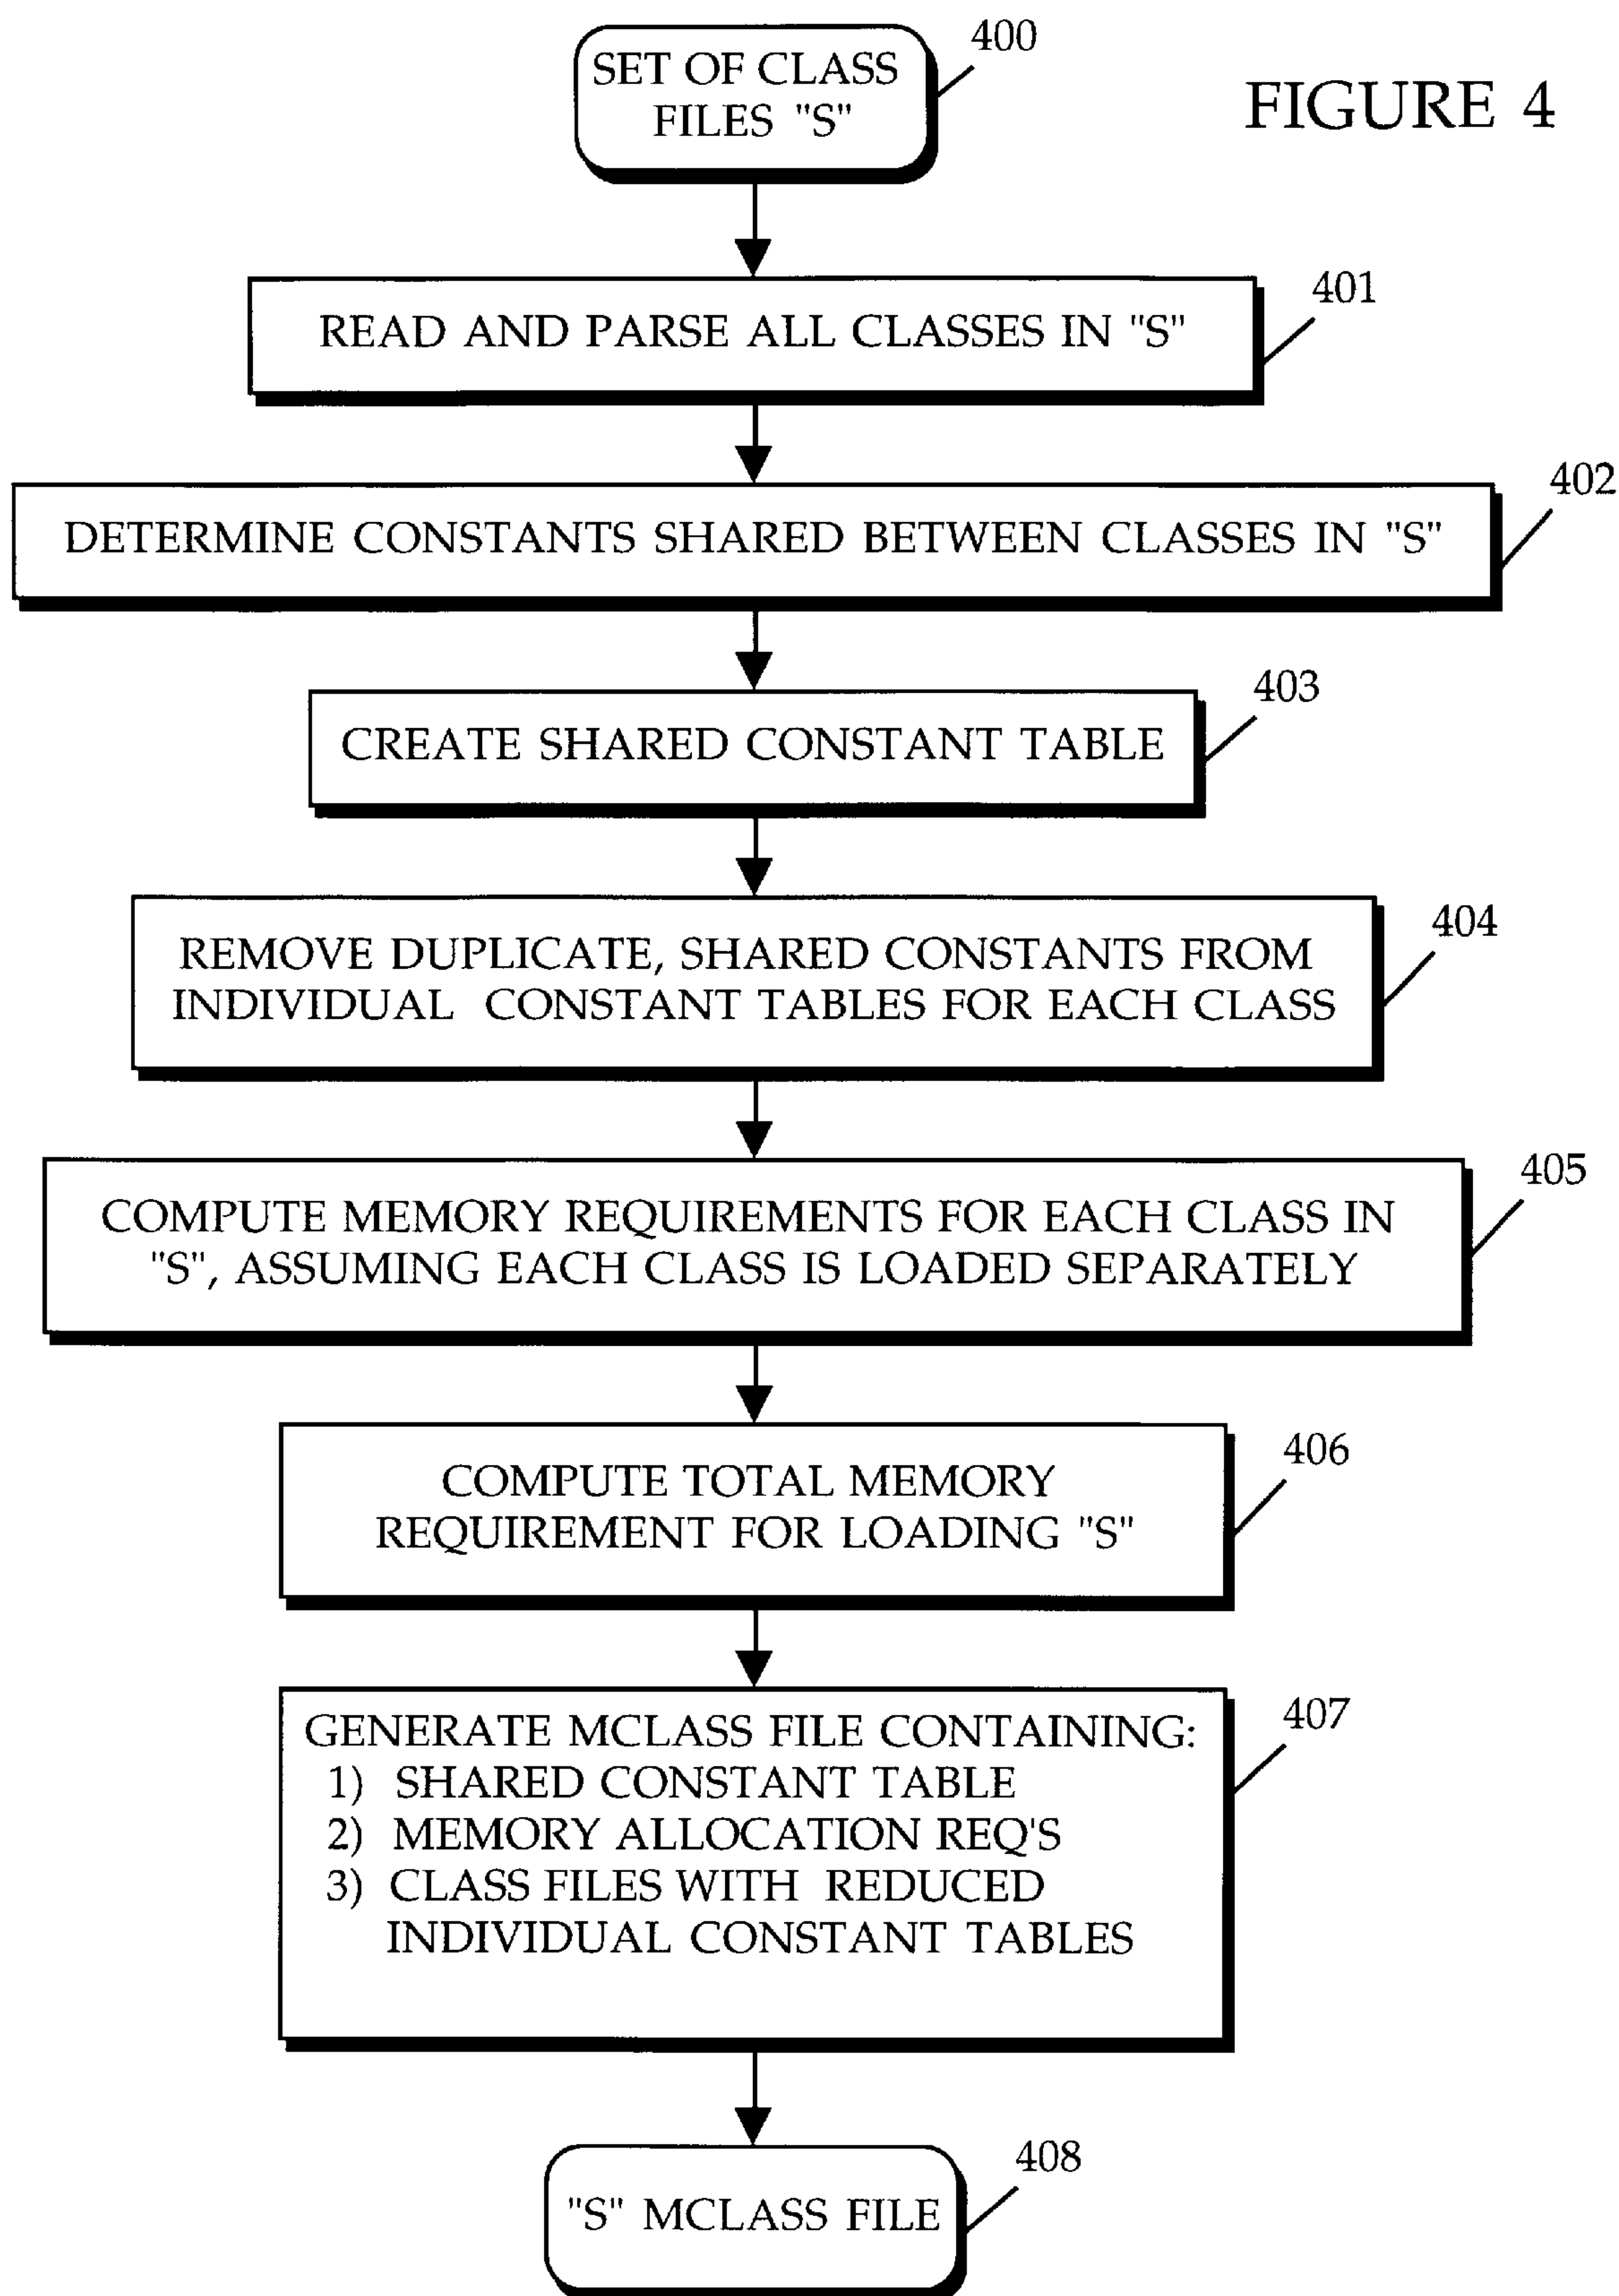 400
SET OF CLASS
FILES "S"
FIGURE 4
401
READ AND PARSE ALL CLASSES IN "S"
402
DETERMINE CONSTANTS SHARED BETWEEN CLASSES IN "S"
403
CREATE SHARED CONSTANT TABLE
404
REMOVE DUPLICATE, SHARED CONSTANTS FROM
INDIVIDUAL CONSTANT TABLES FOR EACH CLASS
405
COMPUTE MEMORY REQUIREMENTS FOR EACH CLASS IN
"S", ASSUMING EACH CLASS IS LOADED SEPARATELY
406
COMPUTE TOTAL MEMORY
REQUIREMENT FOR LOADING "S"
407
GENERATE MCLASS FILE CONTAINING:
1) SHARED CONSTANT TABLE
2) MEMORY ALLOCATION REQ'S
3) CLASS FILES WITH REDUCED
INDIVIDUAL CONSTANT TABLES
408
"S" MCLASS FILE